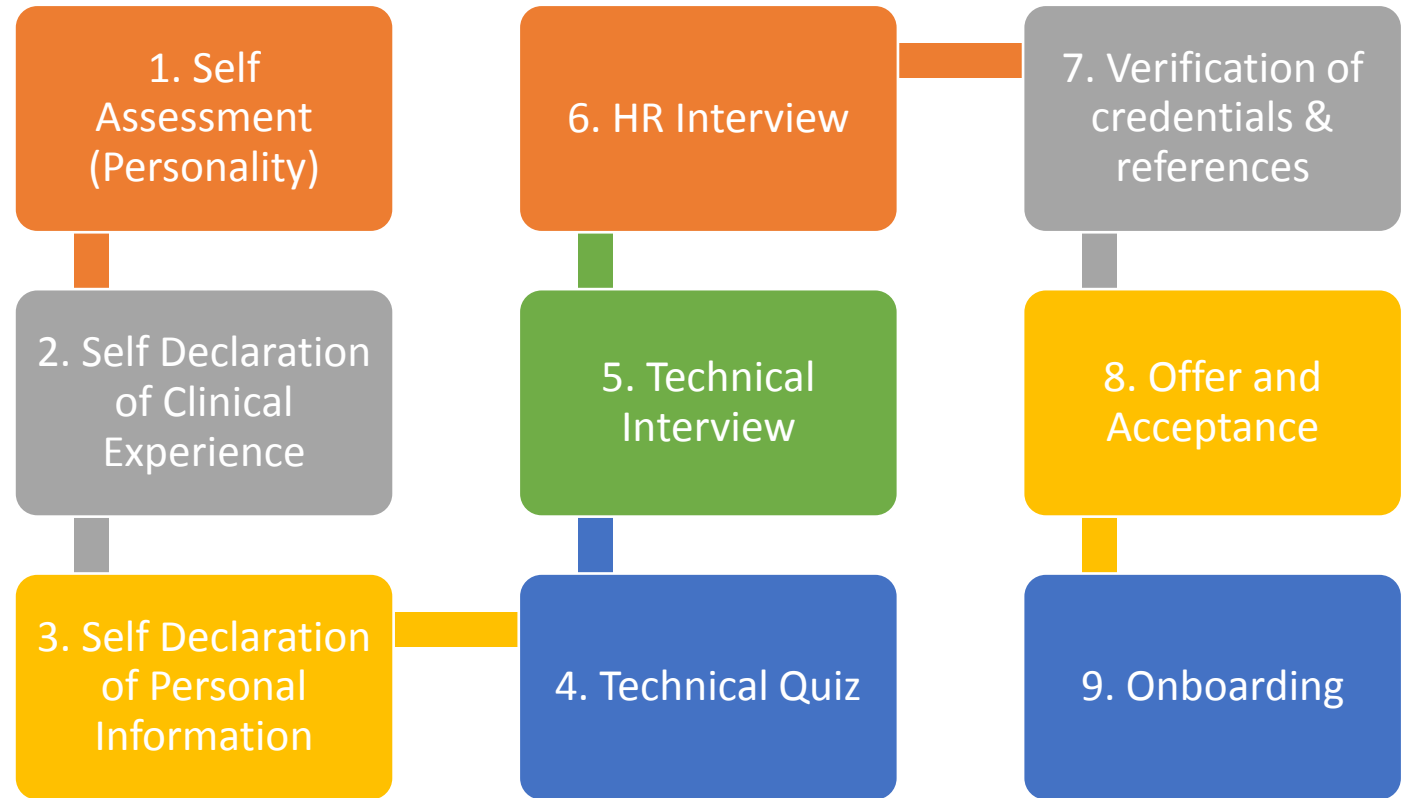 1. Self
Assessment
(Personality)
2. Self Declaration
of Clinical
Experience
3. Self Declaration
of Personal
Information
4. Technical Quiz
5. Technical
Interview
6. HR Interview
7. Verification of
credentials &
references
8. Offer and
Acceptance
9. Onboarding